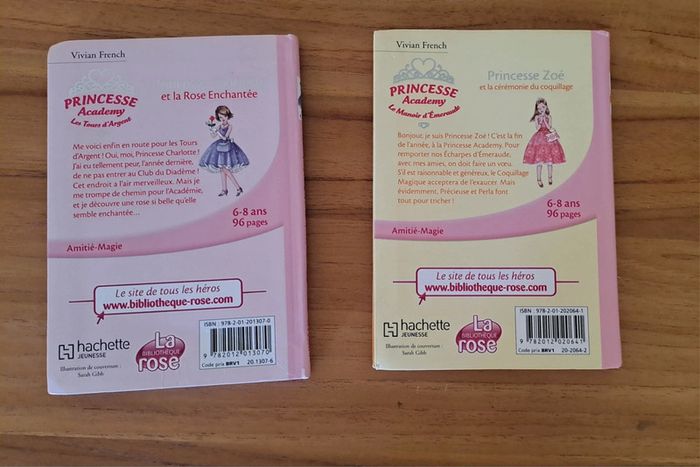 Vivian French
PRINCESSE
Academy
Les Tours d'Argent
et la Rose Enchantée
Me voici enfin en route pour les Tours
d'Argent ! Oui, moi, Princesse Charlotte !
J'ai eu tellement peur, l'année dernière,
de ne pas entrer au Club du Diadème !
Cet endroit a l'air merveilleux. Mais je
me trompe de chemin pour l'Académie,
et je découvre une rose si belle qu'elle
semble enchantée...
6-8 ans
96 pages
Amitié-Magie
Le site de tous les héros
www.bibliotheque-rose.com
hachette
JEUNESSE
Illustration de couverture :
Sarah Gibb
La
BIBLIOTHÈQUE
rose
ISBN : 978-2-01-201307-0
9 782012 013070
Code prix BRV1 20.1307-6
Vivian French
PRINCESSE
Academy
Le Manoir d'Émeraude
Princesse Zoé
et la cérémonie du coquillage
Bonjour, je suis Princesse Zoé ! C'est la fin
de l'année, à la Princesse Academy. Pour
remporter nos Écharpes d'Émeraude,
avec mes amies, on doit faire un vœu.
S'il est raisonnable et généreux, le Coquillage
Magique acceptera de l'exaucer. Mais
évidemment, Précieuse et Perla font
tout pour tricher !
6-8 ans
96 pages
Amitié-Magie
Le site de tous les héros
www.bibliotheque-rose.com
hachette
JEUNESSE
Illustration de couverture :
Sarah Gibb
La
BIBLIOTHÈQUE
rose
ISBN : 978-2-01-202064-1
9 782012 020641
Code prix BRV1 20-2064-2